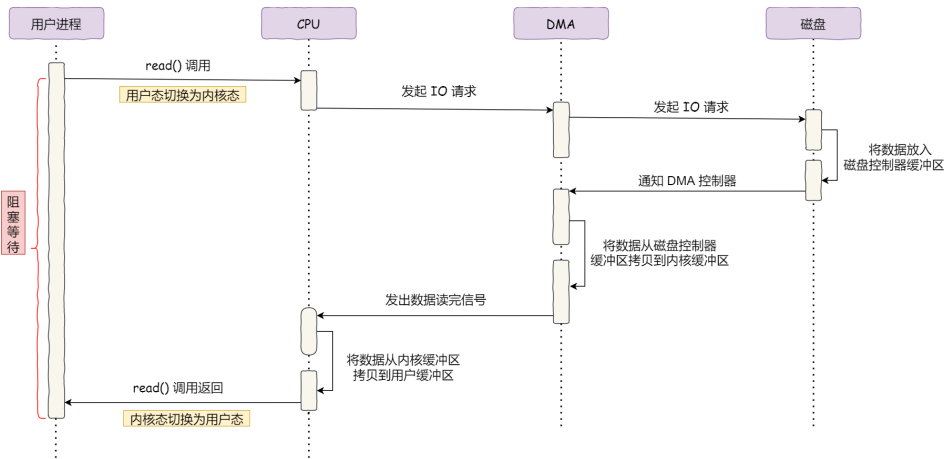 用户进程
CPU
DMA
磁盘
read() 调用
用户态切换为内核态
发起 IO 请求
发起 IO 请求
将数据放入
磁盘控制器缓冲区
通知 DMA 控制器
阻
塞
等
待
将数据从磁盘控制器
缓冲区拷贝到内核缓冲区
发出数据读完信号
将数据从内核缓冲区
拷贝到用户缓冲区
read() 调用返回
内核态切换为用户态